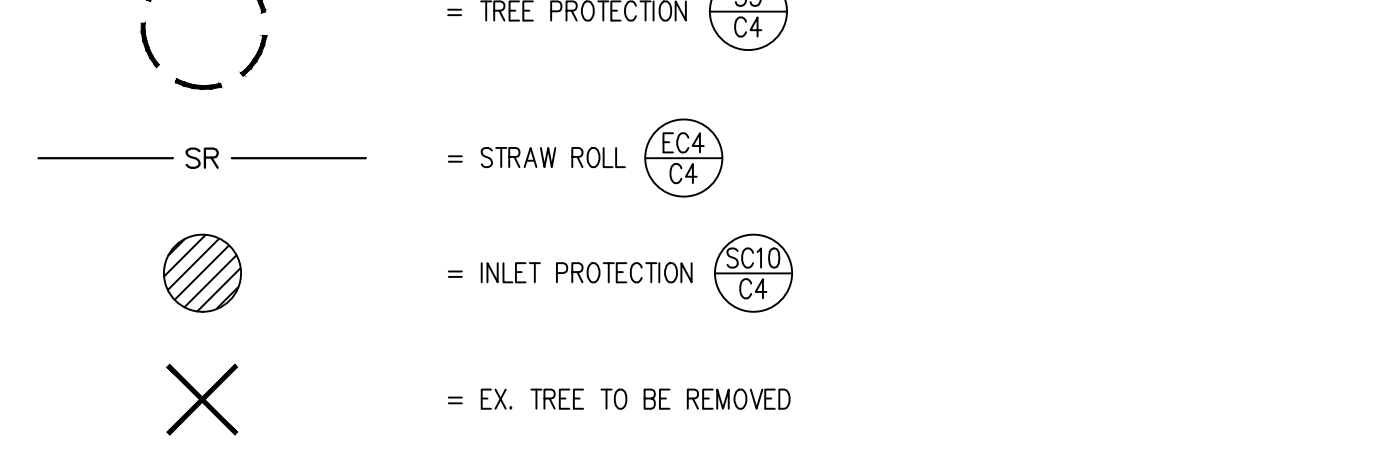 = TREE PROTECTION
C4
SR = STRAW ROLL EC4
C4
= INLET PROTECTION SC10
C4
= EX. TREE TO BE REMOVED